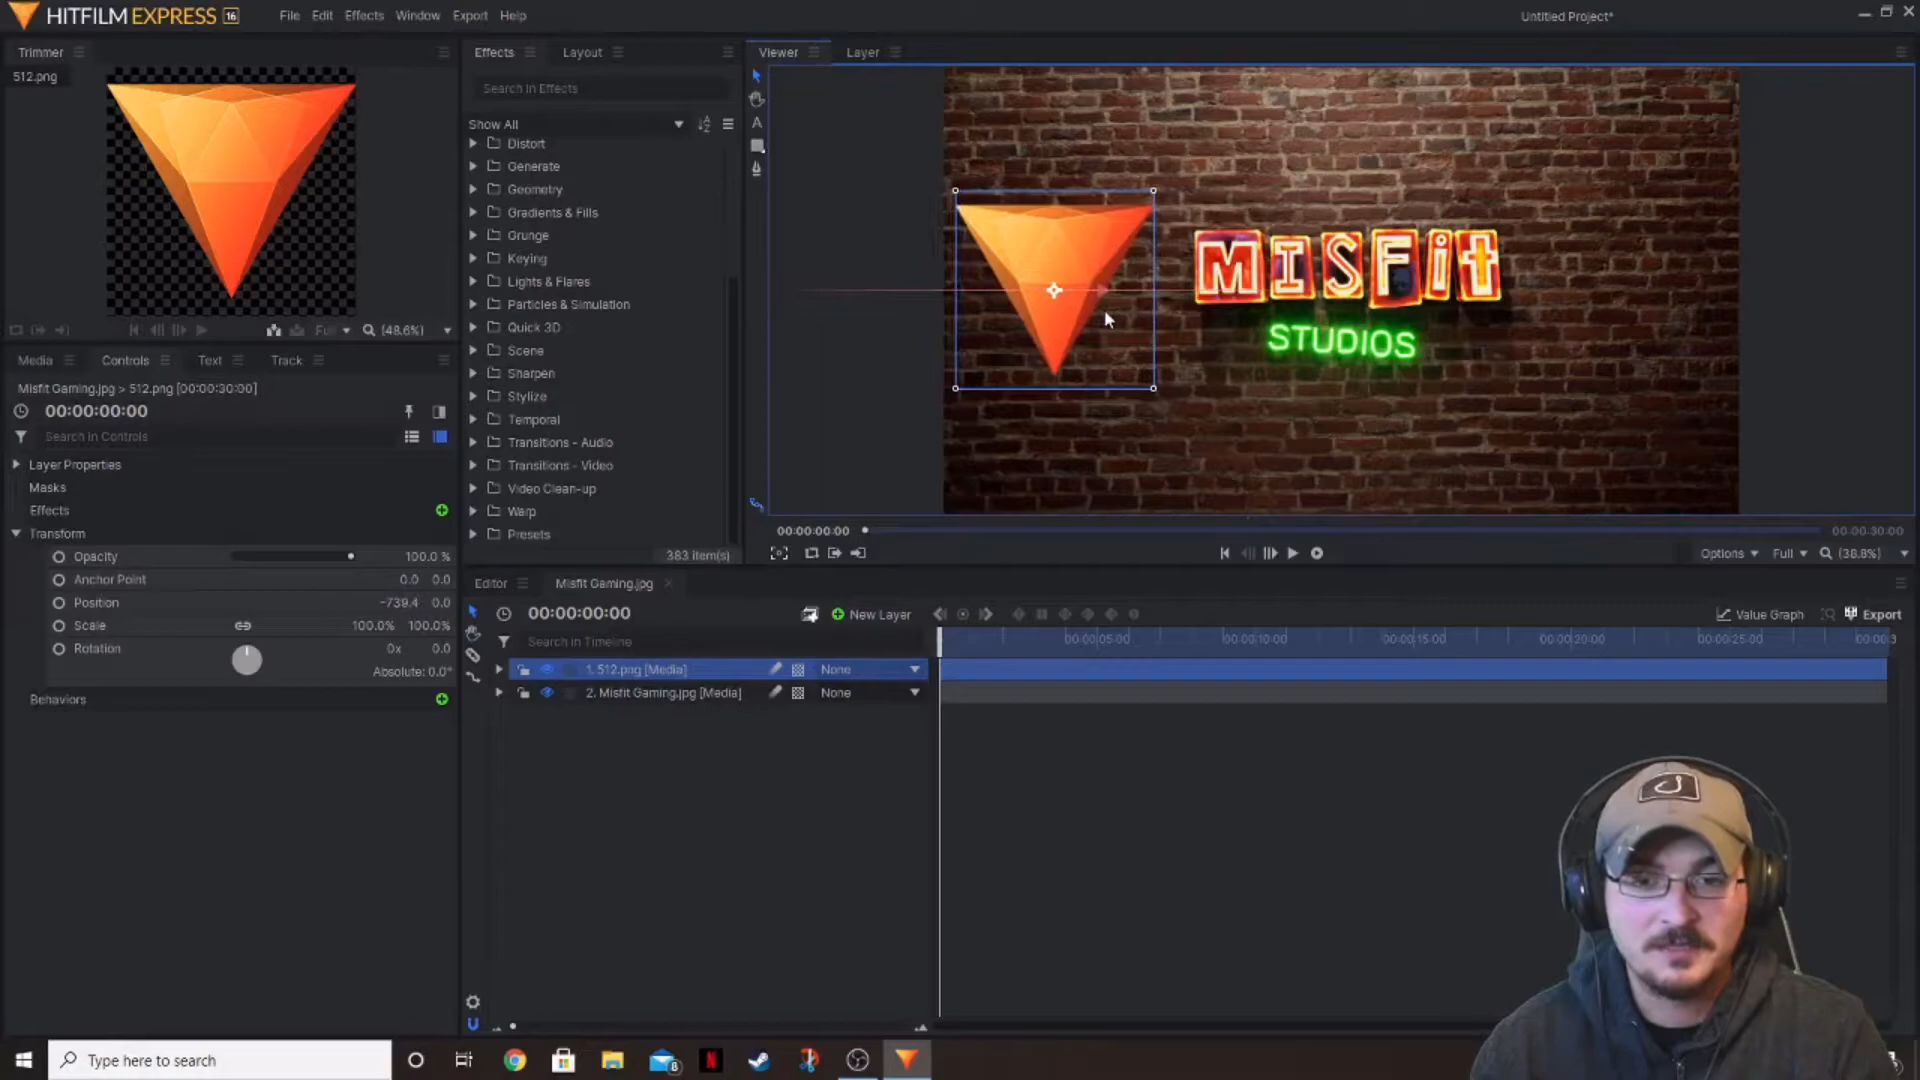 HITFILM EXPRESS 16 File Edit Effects Window Export Help Untitled Project*
Trimmer
512.png
Full (48.6%)
Media Controls Text Track
Misfit Gaming.jpg > 512.png [00:00:30:00]
00:00:00:00
Search in Controls
Layer Properties
Masks
Effects
Transform
Opacity 100.0 %
Anchor Point 0.0 0.0
Position -739.4 0.0
Scale 100.0% 100.0%
Rotation 0x 0.0
Absolute: 0.0°
Behaviors
Effects Layout
Search in Effects
Show All
Distort
Generate
Geometry
Gradients & Fills
Grunge
Keying
Lights & Flares
Particles & Simulation
Quick 3D
Scene
Sharpen
Stylize
Temporal
Transitions - Audio
Transitions - Video
Video Clean-up
Warp
Presets
383 item(s)
Viewer Layer
MISFit
STUDIOS
00:00:00:00 00:00:30:00
Options Full (38.8%)
Editor Misfit Gaming.jpg
00:00:00:00 New Layer Value Graph Export
Search in Timeline 00:00:05:00 00:00:10:00 00:00:15:00 00:00:20:00 00:00:25:00 00:00:3
1. 512.png [Media] None
2. Misfit Gaming.jpg [Media] None
Type here to search 8